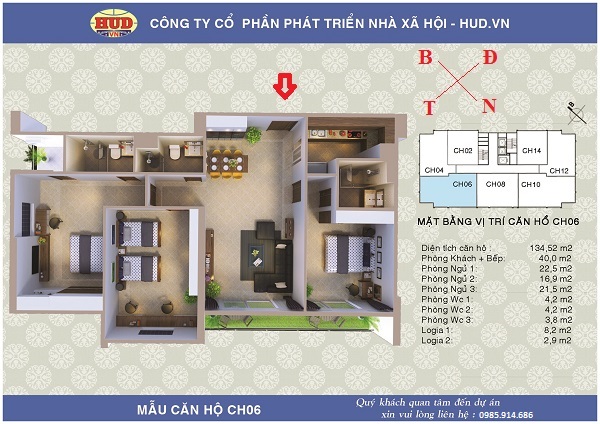 HUD
VN
CÔNG TY CỔ PHẦN PHÁT TRIỂN NHÀ XÃ HỘI - HUD.VN
B Đ
T N
B
CH02 CH14
CH04 CH12
CH06 CH08 CH10
MẶT BẰNG VỊ TRÍ CĂN HỔ CH06
Diện tích căn hộ : 134,52 m2
Phòng Khách + Bếp: 40,0 m2
Phòng Ngủ 1: 22,5 m2
Phòng Ngủ 2: 16,9 m2
Phòng Ngủ 3: 21,5 m2
Phòng Wc 1: 4,2 m2
Phòng Wc 2: 4,2 m2
Phòng Wc 3: 3,8 m2
Logia 1: 8,2 m2
Logia 2: 2,9 m2
MẪU CĂN HỘ CH06
Quý khách quan tâm đến dự án
xin vui lòng liên hệ : 0985.914.686